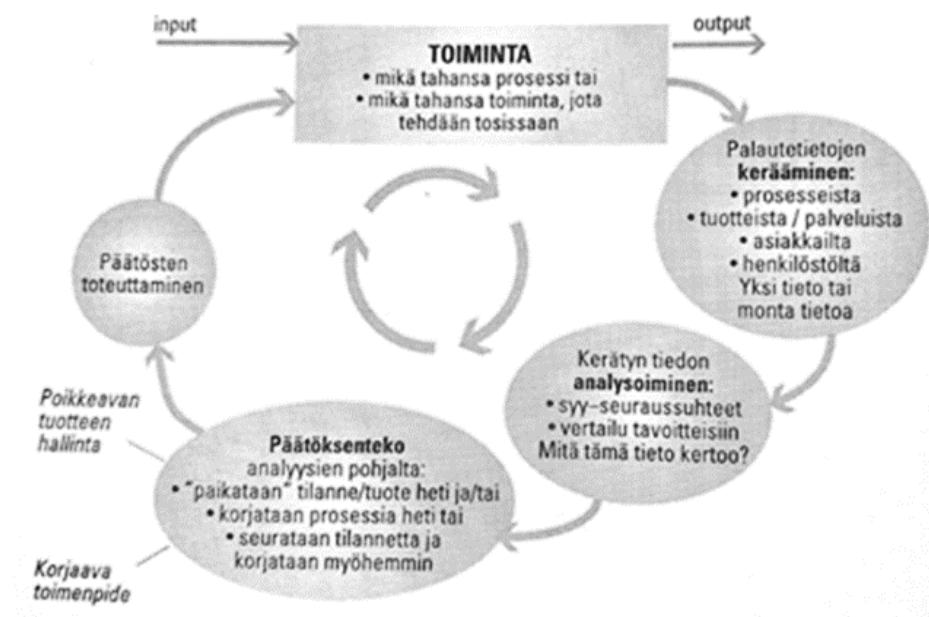 input
output
TOIMINTA
• mikä tahansa prosessi tai
• mikä tahansa toiminta, jota
tehdään tosissaan
Palautetietojen
kerääminen:
• prosesseista
• tuotteista / palveluista
• asiakkailta
• henkilöstöltä
Yksi tieto tai
monta tietoa
Kerätyn tiedon
analysoiminen:
• syy–seuraussuhteet
• vertailu tavoitteisiin
Mitä tämä tieto kertoo?
Päätöksenteko
analyysien pohjalta:
• "paikataan" tilanne/tuote heti ja/tai
• korjataan prosessia heti tai
• seurataan tilannetta ja
korjataan myöhemmin
Poikkeavan
tuotteen
hallinta
Korjaava
toimenpide
Päätösten
toteuttaminen